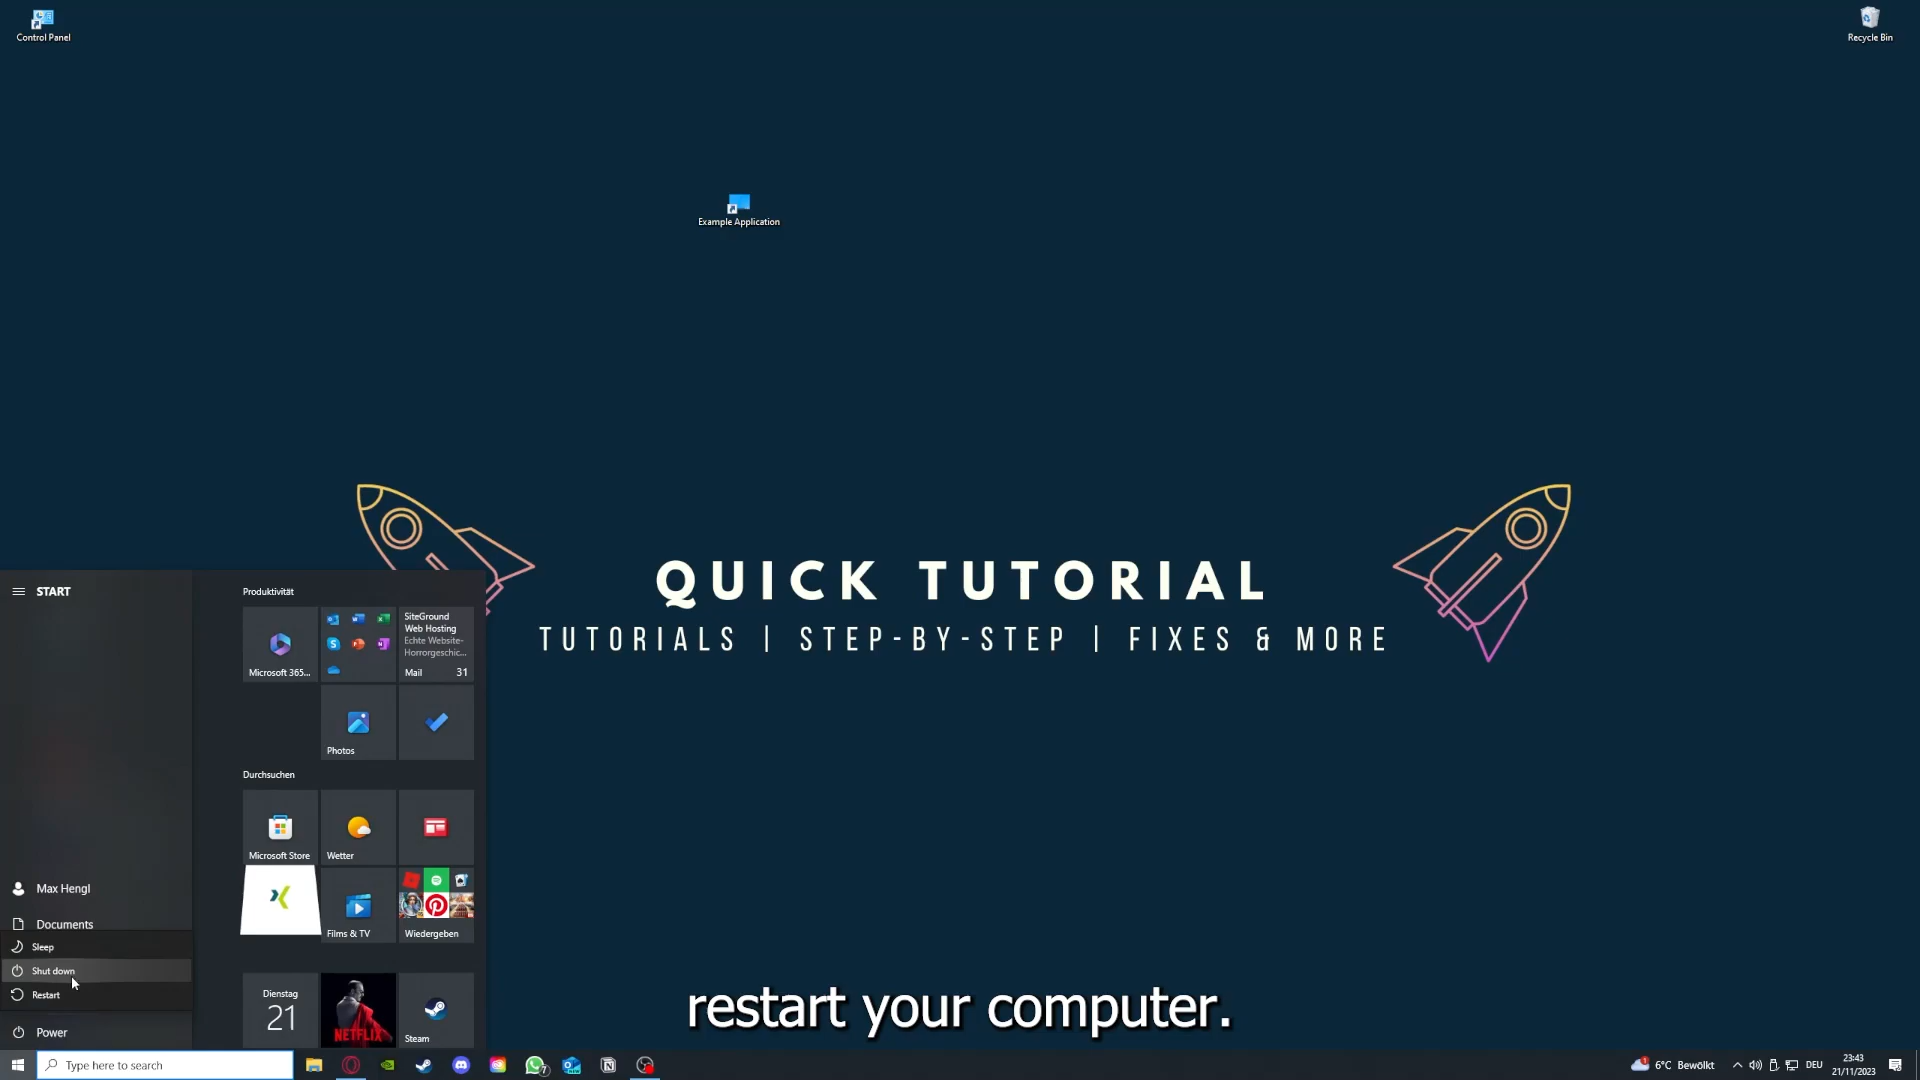 Control Panel
Recycle Bin
Example Application
QUICK TUTORIAL
TUTORIALS | STEP-BY-STEP | FIXES & MORE
START
Produktivität
Microsoft 365...
SiteGround
Web Hosting
Echte Website-
Horrorgeschic...
Mail 31
Photos
Durchsuchen
Microsoft Store
Wetter
Films & TV
Wiedergeben
Max Hengl
Documents
Sleep
Shut down
Restart
Power
Dienstag
21
NETFLIX
Steam
restart your computer.
Type here to search
7
1
6°C Bewölkt
DEU
23:43
21/11/2023